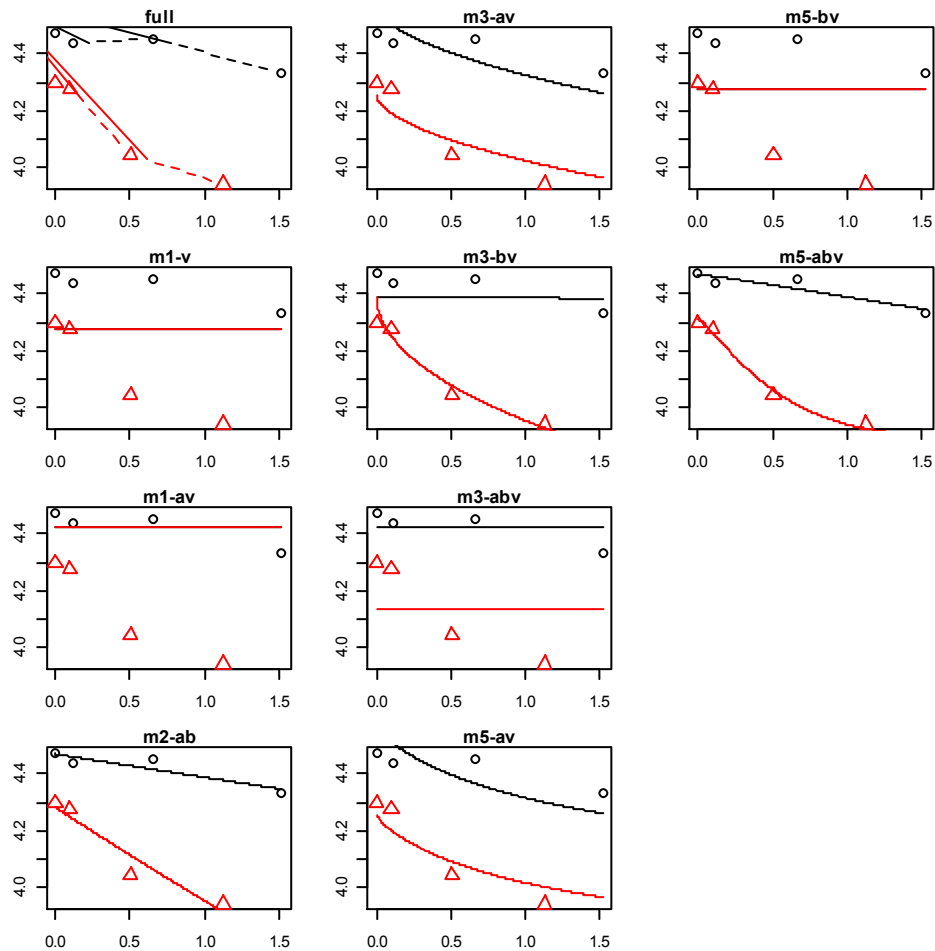 full m3-av m5-bv
4.4 4.4 4.4
4.2 4.2 4.2
4.0 4.0 4.0
0.0 0.5 1.0 1.5 0.0 0.5 1.0 1.5 0.0 0.5 1.0 1.5
m1-v m3-bv m5-abv
4.4 4.4 4.4
4.2 4.2 4.2
4.0 4.0 4.0
0.0 0.5 1.0 1.5 0.0 0.5 1.0 1.5 0.0 0.5 1.0 1.5
m1-av m3-abv
4.4 4.4
4.2 4.2
4.0 4.0
0.0 0.5 1.0 1.5 0.0 0.5 1.0 1.5
m2-ab m5-av
4.4 4.4
4.2 4.2
4.0 4.0
0.0 0.5 1.0 1.5 0.0 0.5 1.0 1.5